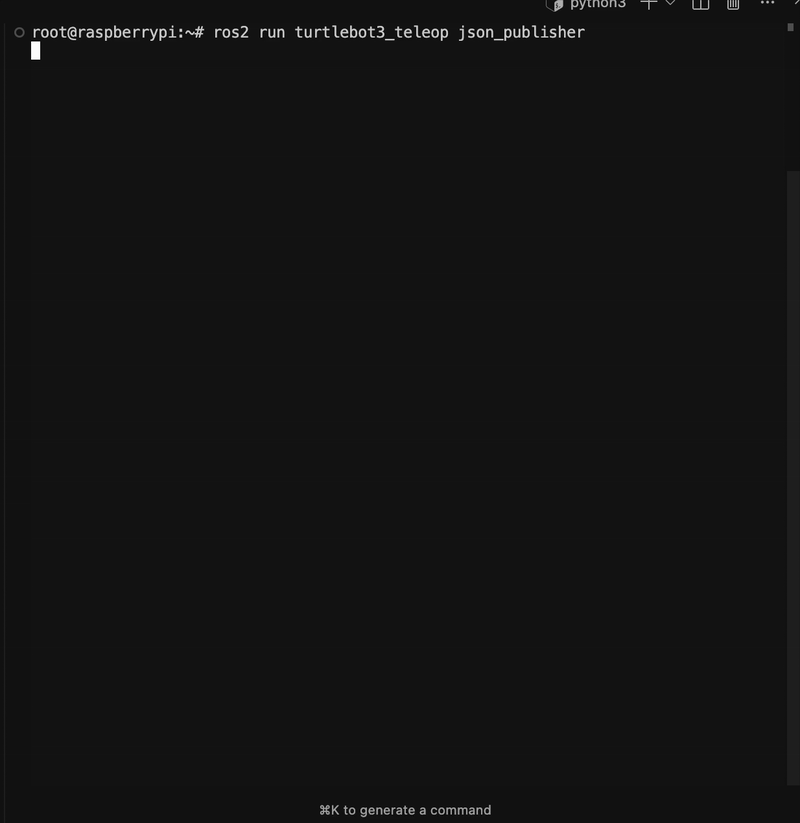 python3
root@raspberrypi:~# ros2 run turtlebot3_teleop json_publisher
⌘K to generate a command